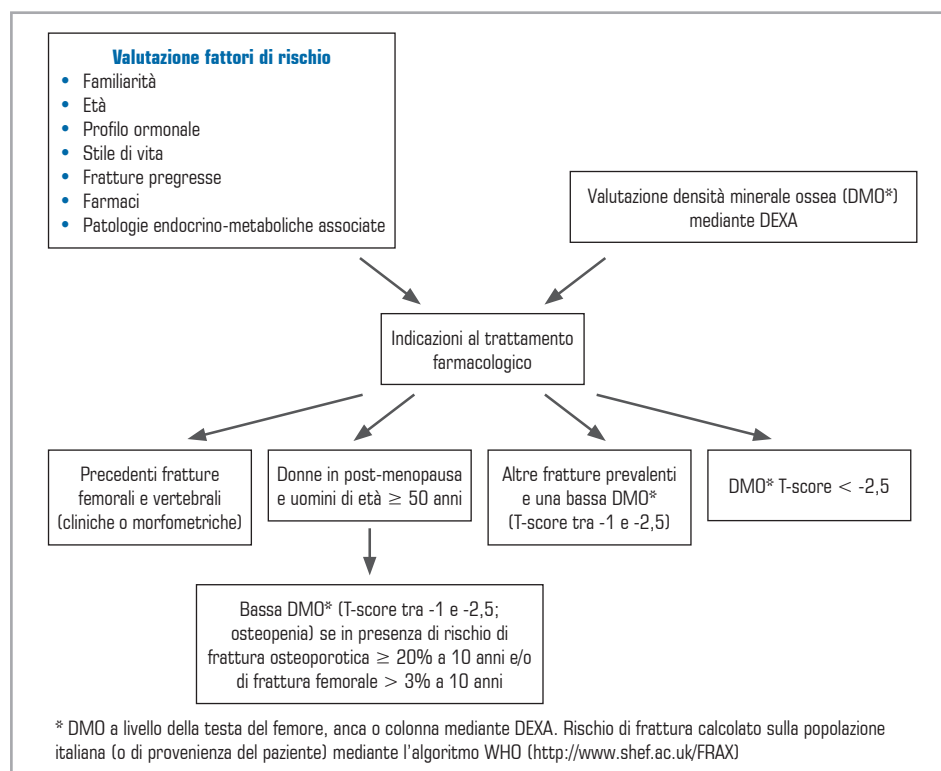 Valutazione fattori di rischio
• Familiarità
• Età
• Profilo ormonale
• Stile di vita
• Fratture pregresse
• Farmaci
• Patologie endocrino-metaboliche associate
Valutazione densità minerale ossea (DMO*)
mediante DEXA
Indicazioni al trattamento
farmacologico
Precedenti fratture
femorali e vertebrali
(cliniche o morfometriche)
Donne in post-menopausa
e uomini di età ≥ 50 anni
Altre fratture prevalenti
e una bassa DMO*
(T-score tra -1 e -2,5)
DMO* T-score < -2,5
Bassa DMO* (T-score tra -1 e -2,5;
osteopenia) se in presenza di rischio di
frattura osteoporotica ≥ 20% a 10 anni e/o
di frattura femorale > 3% a 10 anni
* DMO a livello della testa del femore, anca o colonna mediante DEXA. Rischio di frattura calcolato sulla popolazione
italiana (o di provenienza del paziente) mediante l'algoritmo WHO (http://www.shef.ac.uk/FRAX)